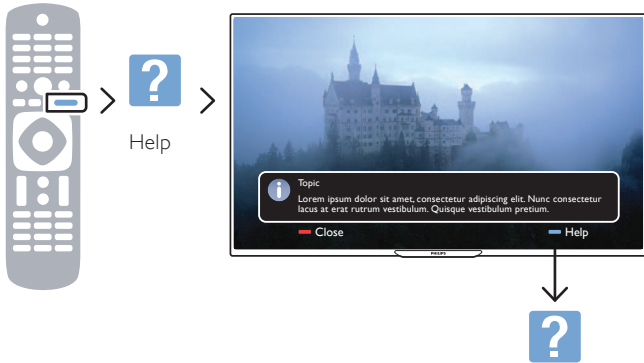 ?
Help
Topic
Lorem ipsum dolor sit amet, consectetur adipiscing elit. Nunc consectetur
lacus at erat rutrum vestibulum. Quisque vestibulum pretium.
Close
Help
PHILIPS
?